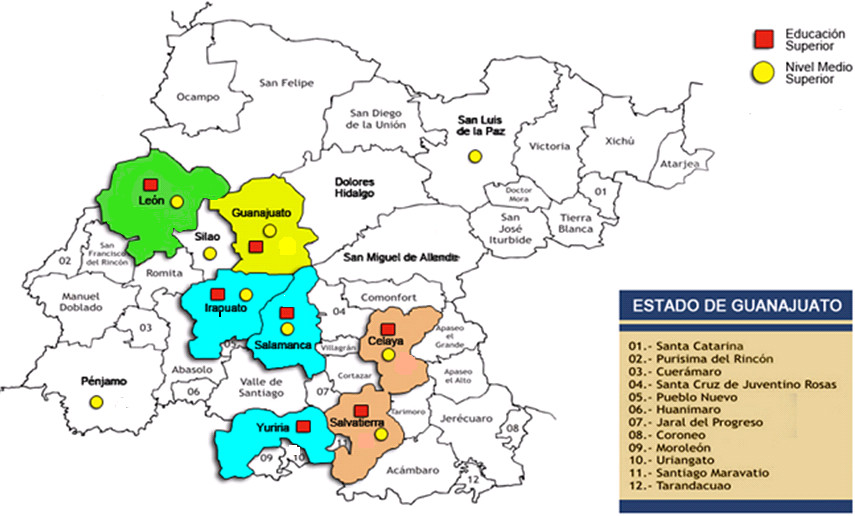 Educación
Superior
Nivel Medio
Superior
Ocampo
San Felipe
San Diego
de la Unión
San Luis
de la Paz
Victoria
Xichú
Atarjea
León
Guanajuato
Dolores
Hidalgo
Doctor
Mora
01
San
José
Iturbide
Tierra
Blanca
Silao
San
Francisco
del Rincón
02
Romita
San Miguel de Allende
Manuel
Doblado
03
Irapuato
Salamanca
04
Comonfort
Celaya
Apaseo
el
Grande
05
Villagrán
Pénjamo
Abasolo
06
Valle de
Santiago
Cortazar
07
Apaseo
el Alto
Yuriria
Salvatierra
Tarimoro
Jerécuaro
08
09
10
11
Acámbaro
12
ESTADO DE GUANAJUATO
01.- Santa Catarina
02.- Purisima del Rincón
03.- Cuerámaro
04.- Santa Cruz de Juventino Rosas
05.- Pueblo Nuevo
06.- Huanimaro
07.- Jaral del Progreso
08.- Coroneo
09.- Moroleón
10.- Uriangato
11.- Santiago Maravatio
12.- Tarandacuao